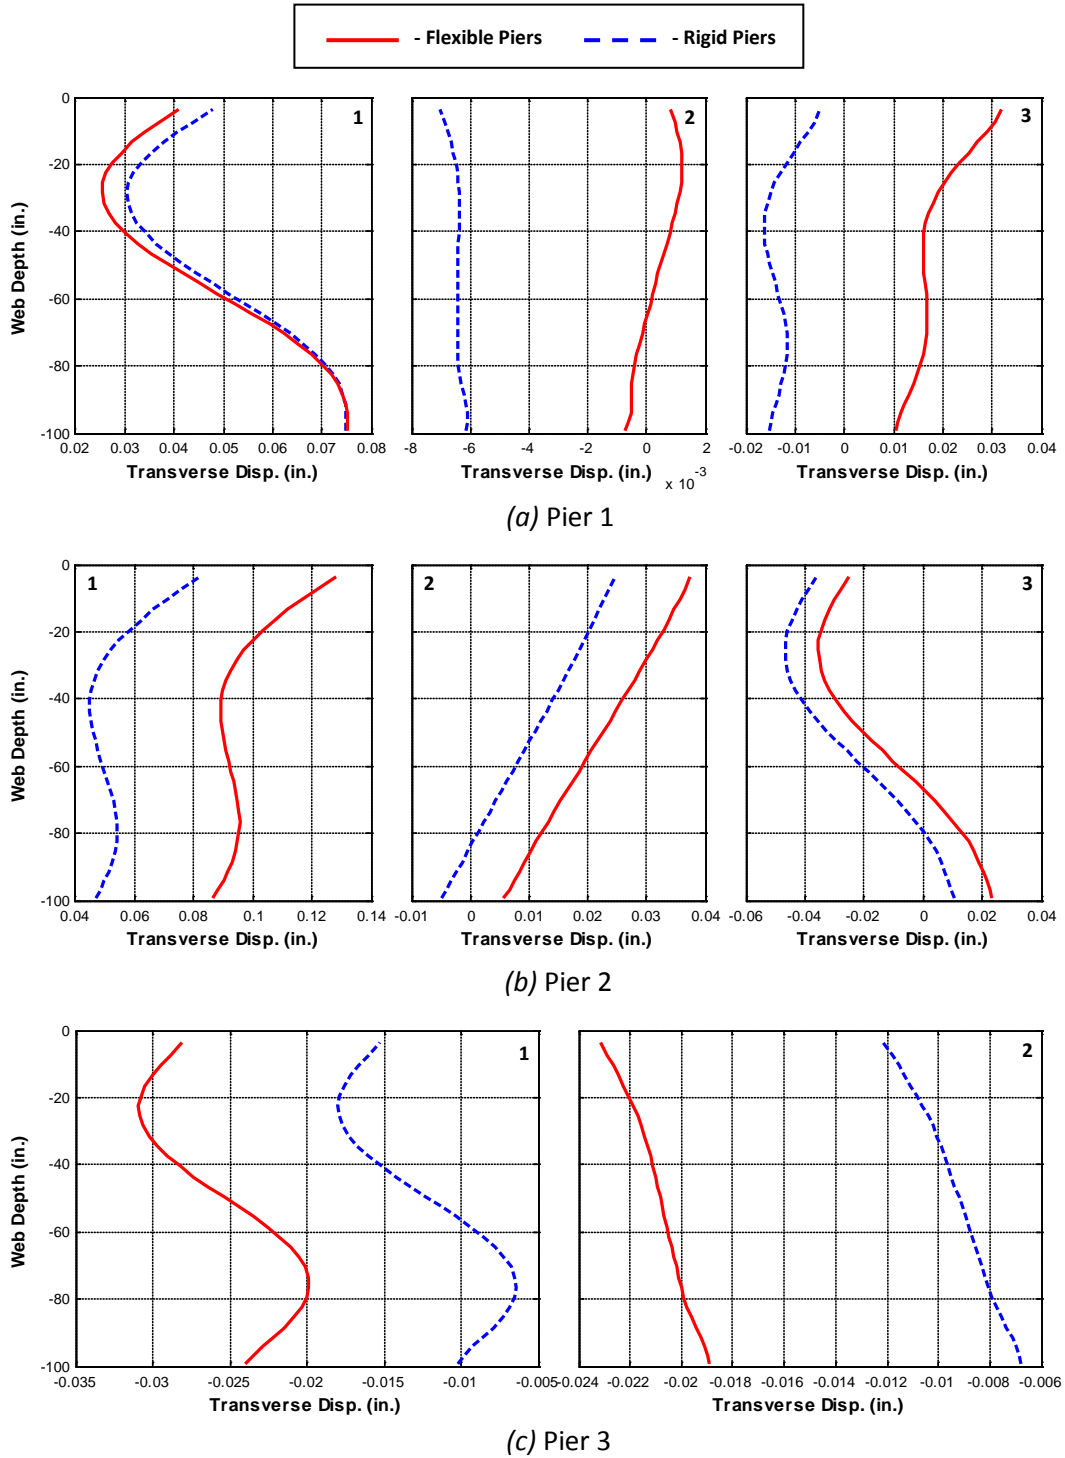 - Flexible Piers - Rigid Piers
0 -20 -40 -60 -80 -100
Web Depth (in.)
1 2 3
0.02 0.03 0.04 0.05 0.06 0.07 0.08 -8 -6 -4 -2 0 2 -0.02 -0.01 0 0.01 0.02 0.03 0.04
Transverse Disp. (in.) Transverse Disp. (in.) x 10-3 Transverse Disp. (in.)
(a) Pier 1
0 -20 -40 -60 -80 -100
Web Depth (in.)
1 2 3
0.04 0.06 0.08 0.1 0.12 0.14 -0.01 0 0.01 0.02 0.03 0.04 -0.06 -0.04 -0.02 0 0.02 0.04
Transverse Disp. (in.) Transverse Disp. (in.) Transverse Disp. (in.)
(b) Pier 2
0 -20 -40 -60 -80 -100
Web Depth (in.)
1 2
-0.035 -0.03 -0.025 -0.02 -0.015 -0.01 -0.005 -0.024 -0.022 -0.02 -0.018 -0.016 -0.014 -0.012 -0.01 -0.008 -0.006
Transverse Disp. (in.) Transverse Disp. (in.)
(c) Pier 3